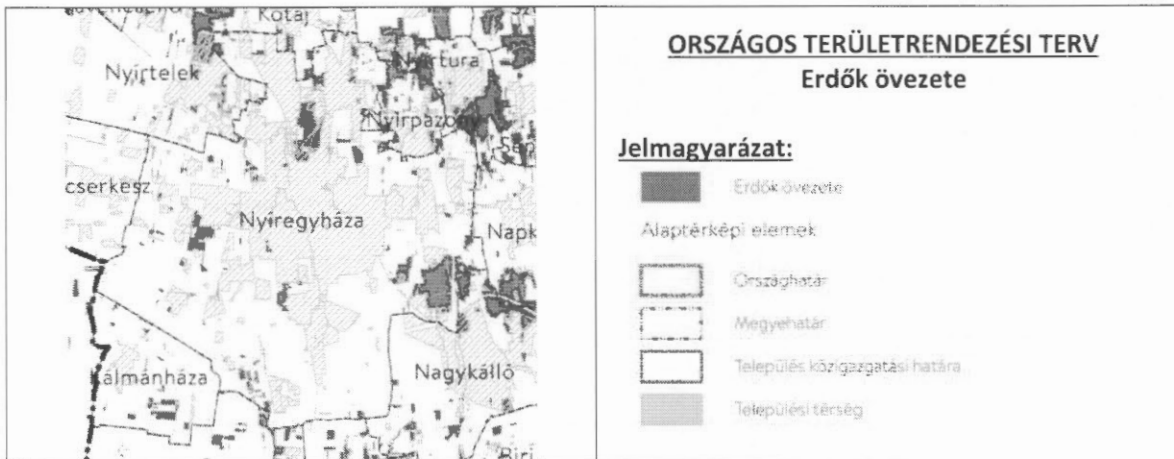 Kótaj
Nyírtelek
Nyírtura
Nyírpazony
cserkesz
Nyíregyháza
Napk
Kálmánháza
Nagykálló
Biri
ORSZÁGOS TERÜLETRENDEZÉSI TERV
Erdők övezete
Jelmagyarázat:
Erdők övezete
Alaptérképi elemek
Országhatár
Megyehatár
Település közigazgatási határa
Települési térség